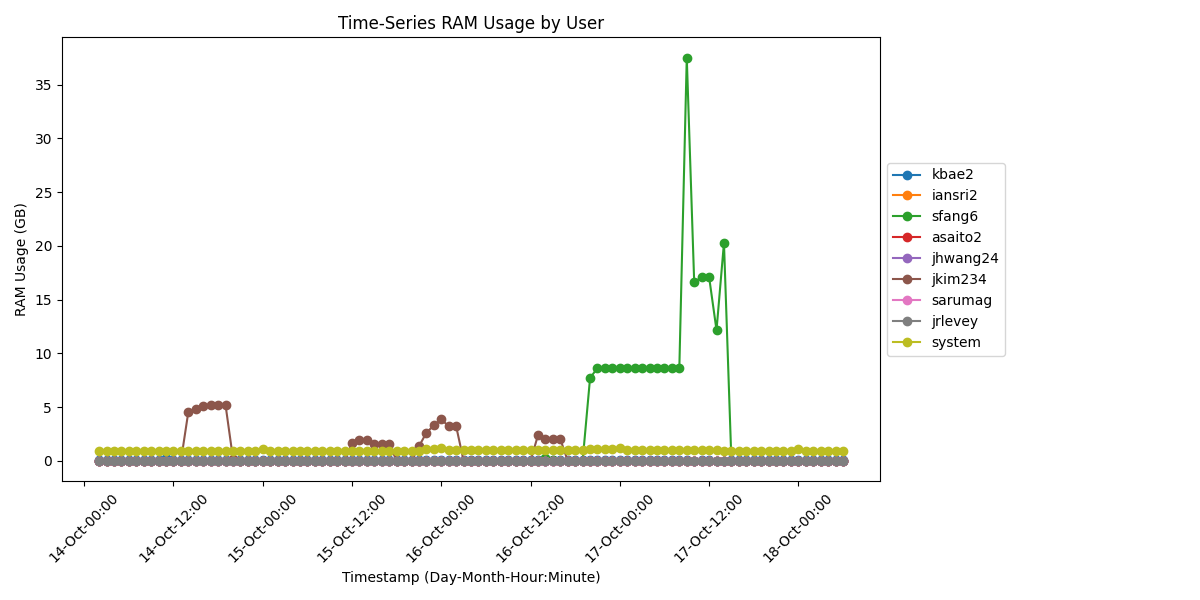 Time-Series RAM Usage by User
RAM Usage (GB)
35
30
25
20
15
10
5
0
14-Oct-00:00
14-Oct-12:00
15-Oct-00:00
15-Oct-12:00
16-Oct-00:00
16-Oct-12:00
17-Oct-00:00
17-Oct-12:00
18-Oct-00:00
Timestamp (Day-Month-Hour:Minute)
kbae2
iansri2
sfang6
asaito2
jhwang24
jkim234
sarumag
jrlevey
system